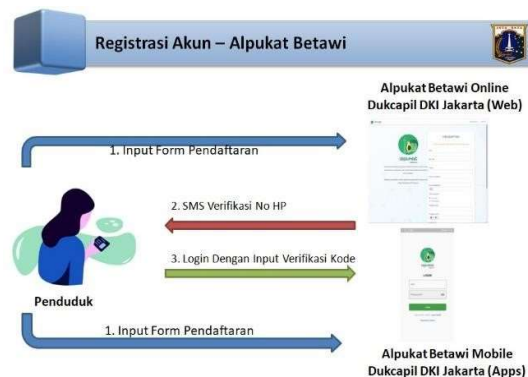 Registrasi Akun – Alpukat Betawi
Alpukat Betawi Online
Dukcapil DKI Jakarta (Web)
1. Input Form Pendaftaran
2. SMS Verifikasi No HP
3. Login Dengan Input Verifikasi Kode
Penduduk
1. Input Form Pendaftaran
Alpukat Betawi Mobile
Dukcapil DKI Jakarta (Apps)